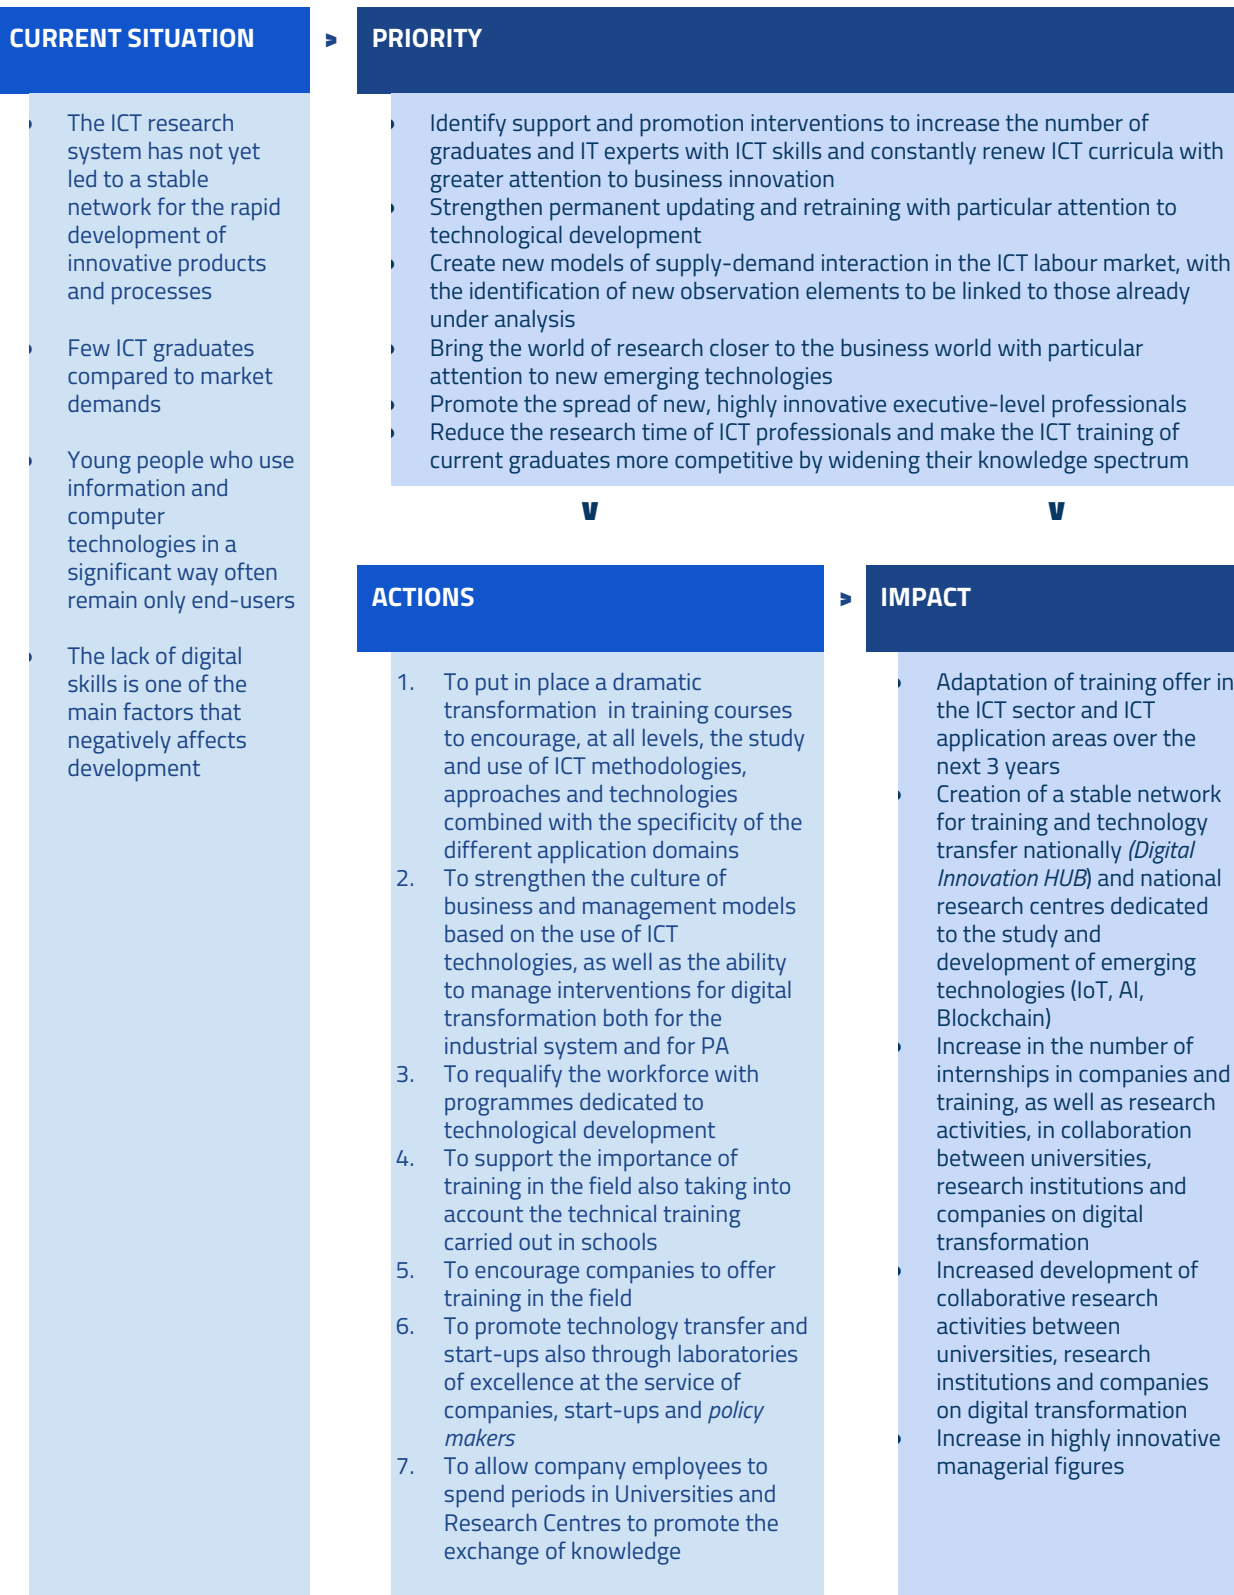 CURRENT SITUATION
>
PRIORITY
• The ICT research
system has not yet
led to a stable
network for the rapid
development of
innovative products
and processes
• Few ICT graduates
compared to market
demands
• Young people who use
information and
computer
technologies in a
significant way often
remain only end-users
• The lack of digital
skills is one of the
main factors that
negatively affects
development
• Identify support and promotion interventions to increase the number of
graduates and IT experts with ICT skills and constantly renew ICT curricula with
greater attention to business innovation
• Strengthen permanent updating and retraining with particular attention to
technological development
• Create new models of supply-demand interaction in the ICT labour market, with
the identification of new observation elements to be linked to those already
under analysis
• Bring the world of research closer to the business world with particular
attention to new emerging technologies
• Promote the spread of new, highly innovative executive-level professionals
• Reduce the research time of ICT professionals and make the ICT training of
current graduates more competitive by widening their knowledge spectrum
∨ ∨
ACTIONS
>
IMPACT
1. To put in place a dramatic
transformation in training courses
to encourage, at all levels, the study
and use of ICT methodologies,
approaches and technologies
combined with the specificity of the
different application domains
2. To strengthen the culture of
business and management models
based on the use of ICT
technologies, as well as the ability
to manage interventions for digital
transformation both for the
industrial system and for PA
3. To requalify the workforce with
programmes dedicated to
technological development
4. To support the importance of
training in the field also taking into
account the technical training
carried out in schools
5. To encourage companies to offer
training in the field
6. To promote technology transfer and
start-ups also through laboratories
of excellence at the service of
companies, start-ups and policy
makers
7. To allow company employees to
spend periods in Universities and
Research Centres to promote the
exchange of knowledge
• Adaptation of training offer in
the ICT sector and ICT
application areas over the
next 3 years
• Creation of a stable network
for training and technology
transfer nationally (Digital
Innovation HUB) and national
research centres dedicated
to the study and
development of emerging
technologies (IoT, AI,
Blockchain)
• Increase in the number of
internships in companies and
training, as well as research
activities, in collaboration
between universities,
research institutions and
companies on digital
transformation
• Increased development of
collaborative research
activities between
universities, research
institutions and companies
on digital transformation
• Increase in highly innovative
managerial figures